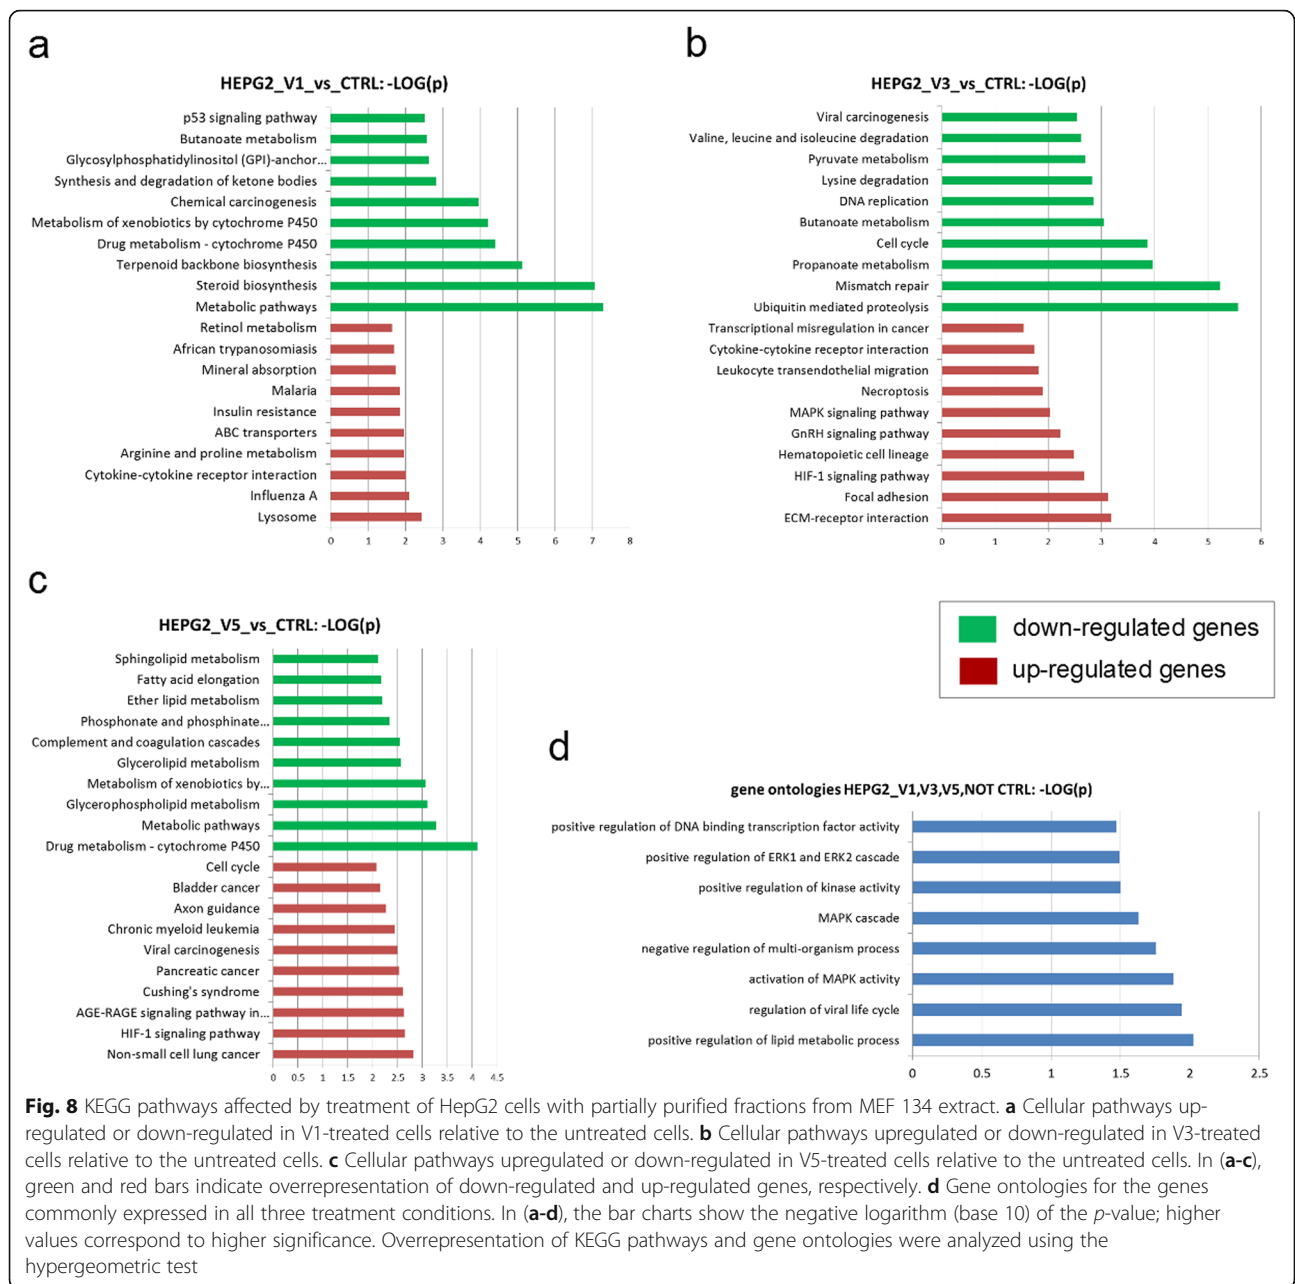 a
HEPG2_V1_vs_CTRL: -LOG(p)
p53 signaling pathway
Butanoate metabolism
Glycosylphosphatidylinositol (GPI)-anchor...
Synthesis and degradation of ketone bodies
Chemical carcinogenesis
Metabolism of xenobiotics by cytochrome P450
Drug metabolism - cytochrome P450
Terpenoid backbone biosynthesis
Steroid biosynthesis
Metabolic pathways
Retinol metabolism
African trypanosomiasis
Mineral absorption
Malaria
Insulin resistance
ABC transporters
Arginine and proline metabolism
Cytokine-cytokine receptor interaction
Influenza A
Lysosome
0 1 2 3 4 5 6 7 8
b
HEPG2_V3_vs_CTRL: -LOG(p)
Viral carcinogenesis
Valine, leucine and isoleucine degradation
Pyruvate metabolism
Lysine degradation
DNA replication
Butanoate metabolism
Cell cycle
Propanoate metabolism
Mismatch repair
Ubiquitin mediated proteolysis
Transcriptional misregulation in cancer
Cytokine-cytokine receptor interaction
Leukocyte transendothelial migration
Necroptosis
MAPK signaling pathway
GnRH signaling pathway
Hematopoietic cell lineage
HIF-1 signaling pathway
Focal adhesion
ECM-receptor interaction
0 1 2 3 4 5 6
c
HEPG2_V5_vs_CTRL: -LOG(p)
Sphingolipid metabolism
Fatty acid elongation
Ether lipid metabolism
Phosphonate and phosphinate...
Complement and coagulation cascades
Glycerolipid metabolism
Metabolism of xenobiotics by...
Glycerophospholipid metabolism
Metabolic pathways
Drug metabolism - cytochrome P450
Cell cycle
Bladder cancer
Axon guidance
Chronic myeloid leukemia
Viral carcinogenesis
Pancreatic cancer
Cushing's syndrome
AGE-RAGE signaling pathway in...
HIF-1 signaling pathway
Non-small cell lung cancer
0 0.5 1 1.5 2 2.5 3 3.5 4 4.5
down-regulated genes
up-regulated genes
d
gene ontologies HEPG2_V1,V3,V5,NOT CTRL: -LOG(p)
positive regulation of DNA binding transcription factor activity
positive regulation of ERK1 and ERK2 cascade
positive regulation of kinase activity
MAPK cascade
negative regulation of multi-organism process
activation of MAPK activity
regulation of viral life cycle
positive regulation of lipid metabolic process
0 0.5 1 1.5 2 2.5
Fig. 8 KEGG pathways affected by treatment of HepG2 cells with partially purified fractions from MEF 134 extract. a Cellular pathways up-
regulated or down-regulated in V1-treated cells relative to the untreated cells. b Cellular pathways upregulated or down-regulated in V3-treated
cells relative to the untreated cells. c Cellular pathways upregulated or down-regulated in V5-treated cells relative to the untreated cells. In (a-c),
green and red bars indicate overrepresentation of down-regulated and up-regulated genes, respectively. d Gene ontologies for the genes
commonly expressed in all three treatment conditions. In (a-d), the bar charts show the negative logarithm (base 10) of the p-value; higher
values correspond to higher significance. Overrepresentation of KEGG pathways and gene ontologies were analyzed using the
hypergeometric test